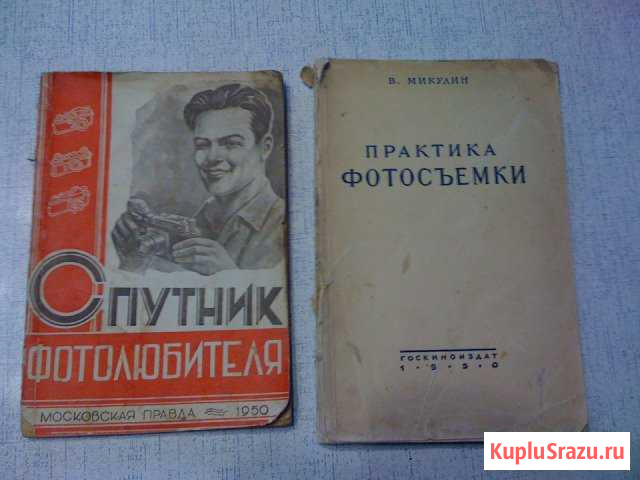 СПУТНИК
ФОТОЛЮБИТЕЛЯ
МОСКОВСКАЯ ПРАВДА 1950
В. МИКУЛИН
ПРАКТИКА
ФОТОСЪЕМКИ
ГОСКИНОИЗДАТ
1950
KupluSrazu.ru